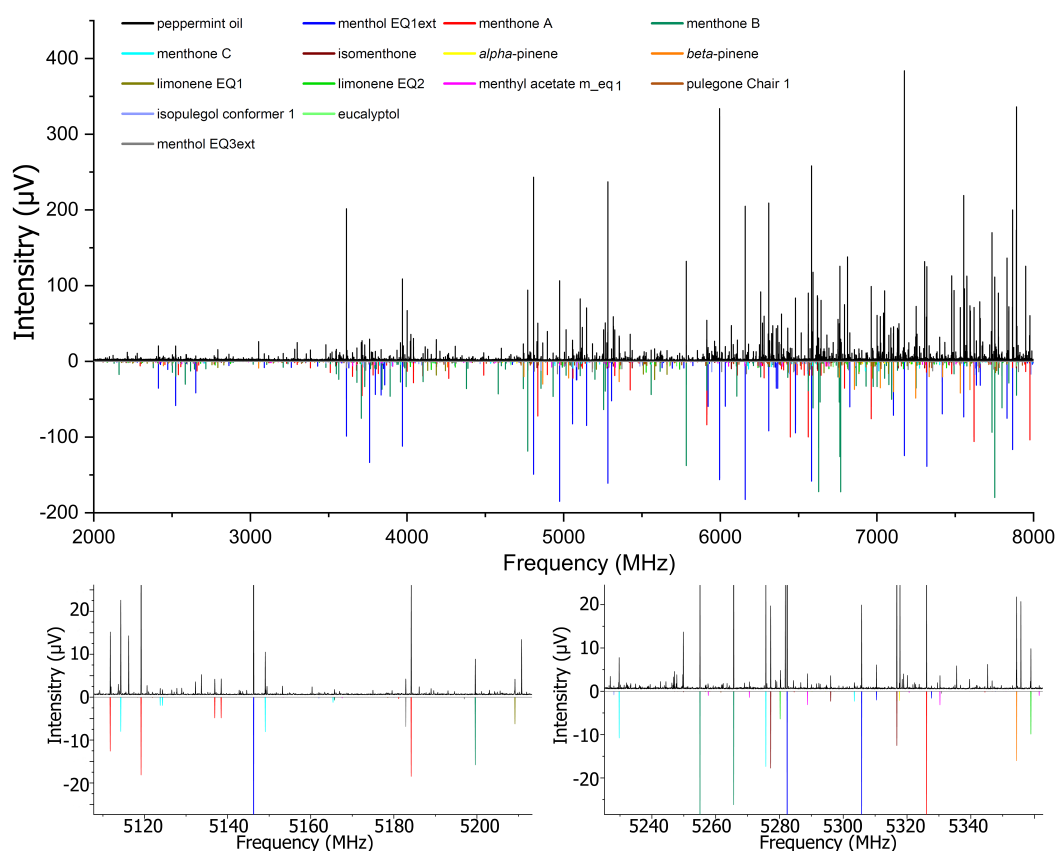 peppermint oil menthol EQ1ext menthone A menthone B
menthone C isomenthone alpha-pinene beta-pinene
limonene EQ1 limonene EQ2 menthyl acetate m_eq1 pulegone Chair 1
isopulegol conformer 1 eucalyptol
menthol EQ3ext
Intensitry (µV)
400
300
200
100
0
-100
-200
2000 3000 4000 5000 6000 7000 8000
Frequency (MHz)
Intensitry (µV)
20
10
0
-10
-20
5120 5140 5160 5180 5200
Frequency (MHz)
Intensitry (µV)
20
10
0
-10
-20
5240 5260 5280 5300 5320 5340
Frequency (MHz)